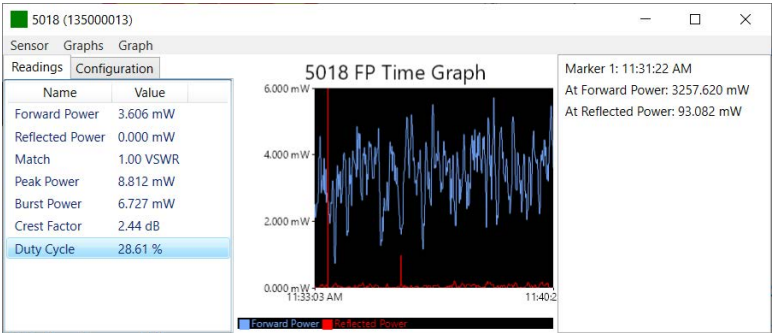 5018 (135000013)
Sensor Graphs Graph
Readings Configuration
Name Value
Forward Power 3.606 mW
Reflected Power 0.000 mW
Match 1.00 VSWR
Peak Power 8.812 mW
Burst Power 6.727 mW
Crest Factor 2.44 dB
Duty Cycle 28.61 %
5018 FP Time Graph
6.000 mW
4.000 mW
2.000 mW
0.000 mW
11:33:03 AM 11:40:2
Forward Power Reflected Power
Marker 1: 11:31:22 AM
At Forward Power: 3257.620 mW
At Reflected Power: 93.082 mW